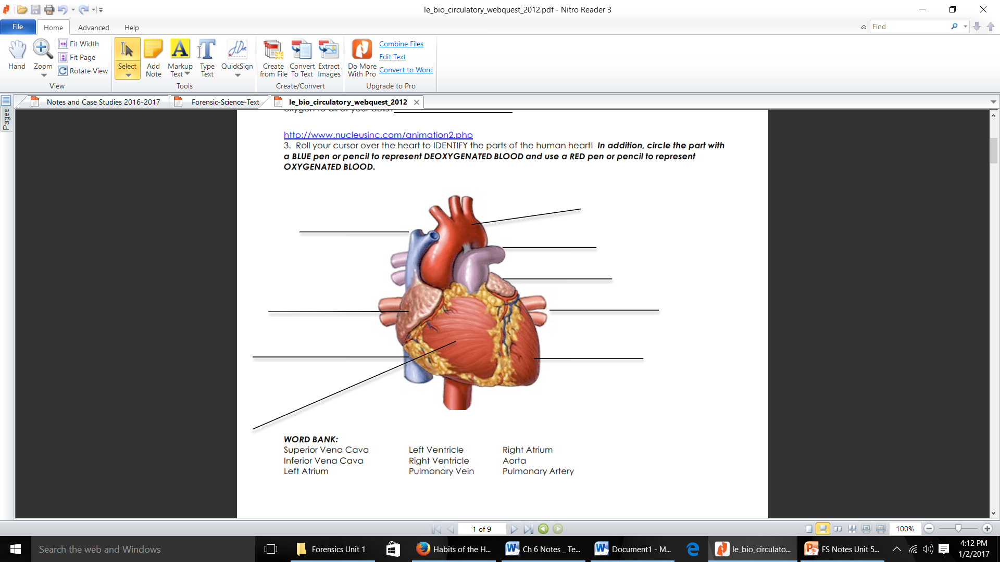 le_bio_circulatory_webquest_2012.pdf - Nitro Reader 3
File Home Advanced Help
Find
Hand
Zoom
Fit Width
Fit Page
Rotate View
View
Select
Add Note
Markup Text
Type Text
QuickSign
Tools
Create from File
Convert To Text
Extract Images
Create/Convert
Do More With Pro
Combine Files
Edit Text
Convert to Word
Upgrade to Pro
Notes and Case Studies 2016-2017
Forensic-Science-Text
le_bio_circulatory_webquest_2012
Pages
oxygen to all of your cells?
http://www.nucleusinc.com/animation2.php
3. Roll your cursor over the heart to IDENTIFY the parts of the human heart! In addition, circle the part with
a BLUE pen or pencil to represent DEOXYGENATED BLOOD and use a RED pen or pencil to represent
OXYGENATED BLOOD.
WORD BANK:
Superior Vena Cava Left Ventricle Right Atrium
Inferior Vena Cava Right Ventricle Aorta
Left Atrium Pulmonary Vein Pulmonary Artery
1 of 9
100%
Search the web and Windows
Forensics Unit 1
Habits of the H...
Ch 6 Notes _ Te...
Document1 - M...
le_bio_circulato...
FS Notes Unit 5...
4:12 PM
1/2/2017